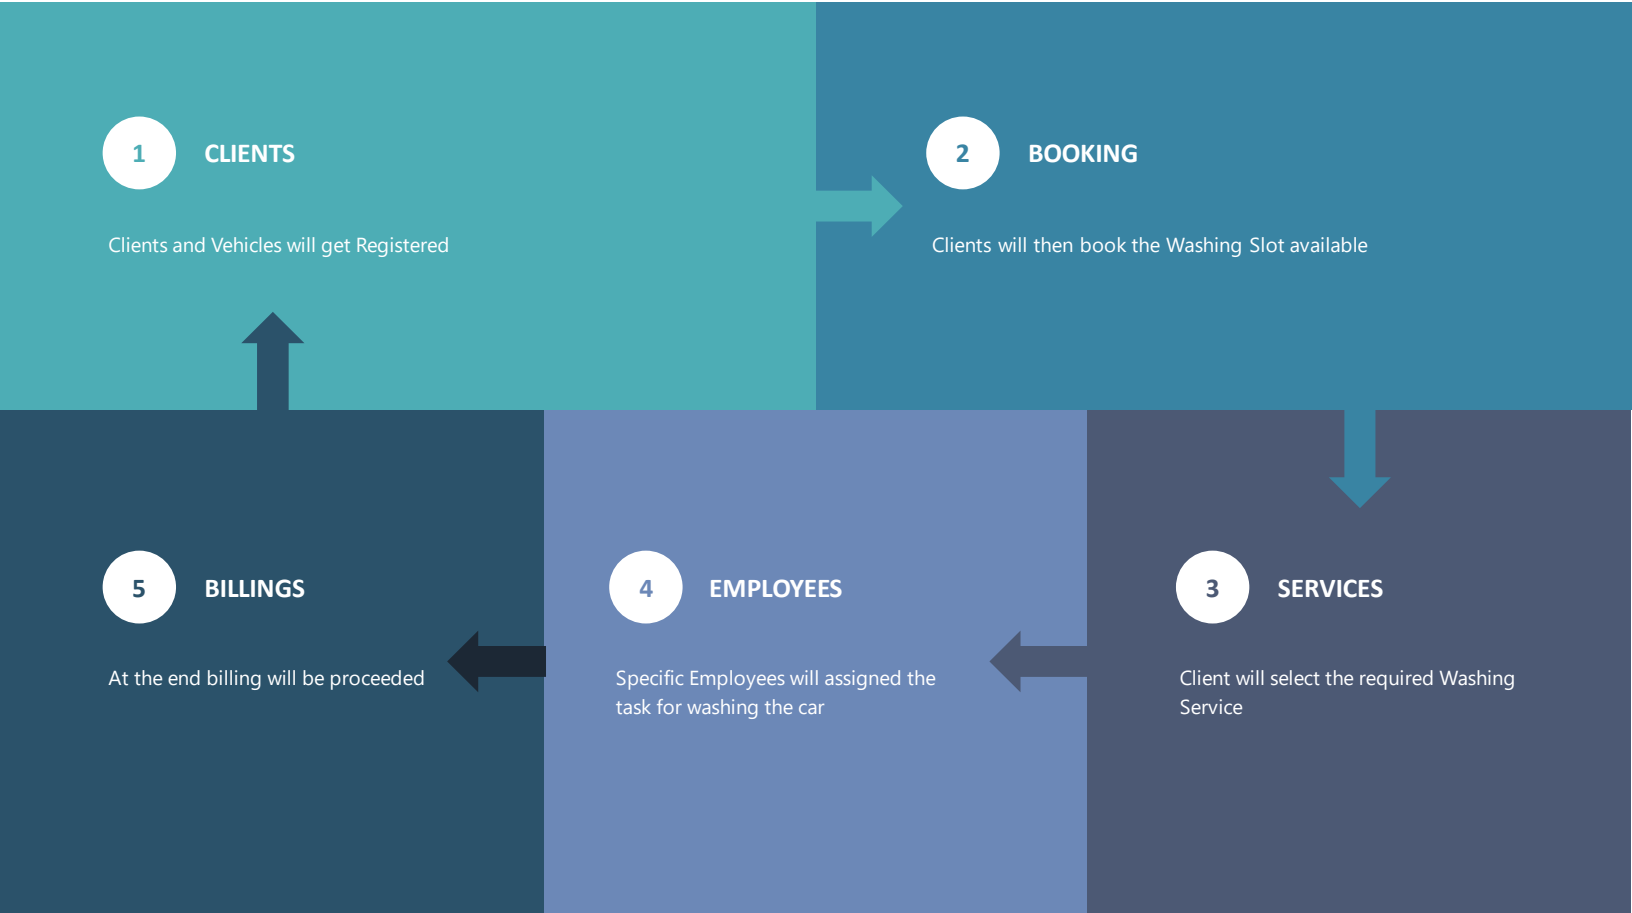 1 CLIENTS
Clients and Vehicles will get Registered
2 BOOKING
Clients will then book the Washing Slot available
3 SERVICES
Client will select the required Washing
Service
4 EMPLOYEES
Specific Employees will assigned the
task for washing the car
5 BILLINGS
At the end billing will be proceeded